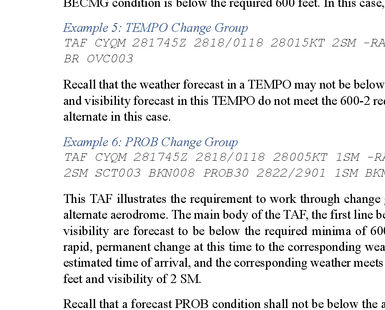 BECMG condition is below the required 600 feet. In this case,
Example 5: TEMPO Change Group
TAF CYQM 281745Z 2818/0118 28015KT 2SM -RA
BR OVC003
Recall that the weather forecast in a TEMPO may not be below
and visibility forecast in this TEMPO do not meet the 600-2 re
alternate in this case.
Example 6: PROB Change Group
TAF CYQM 281745Z 2818/0118 28005KT 1SM -RA
2SM SCT003 BKN008 PROB30 2822/2901 1SM BKN
This TAF illustrates the requirement to work through change g
alternate aerodrome. The main body of the TAF, the first line be
visibility are forecast to be below the required minima of 600
rapid, permanent change at this time to the corresponding wea
estimated time of arrival, and the corresponding weather meets
feet and visibility of 2 SM.
Recall that a forecast PROB condition shall not be below the a